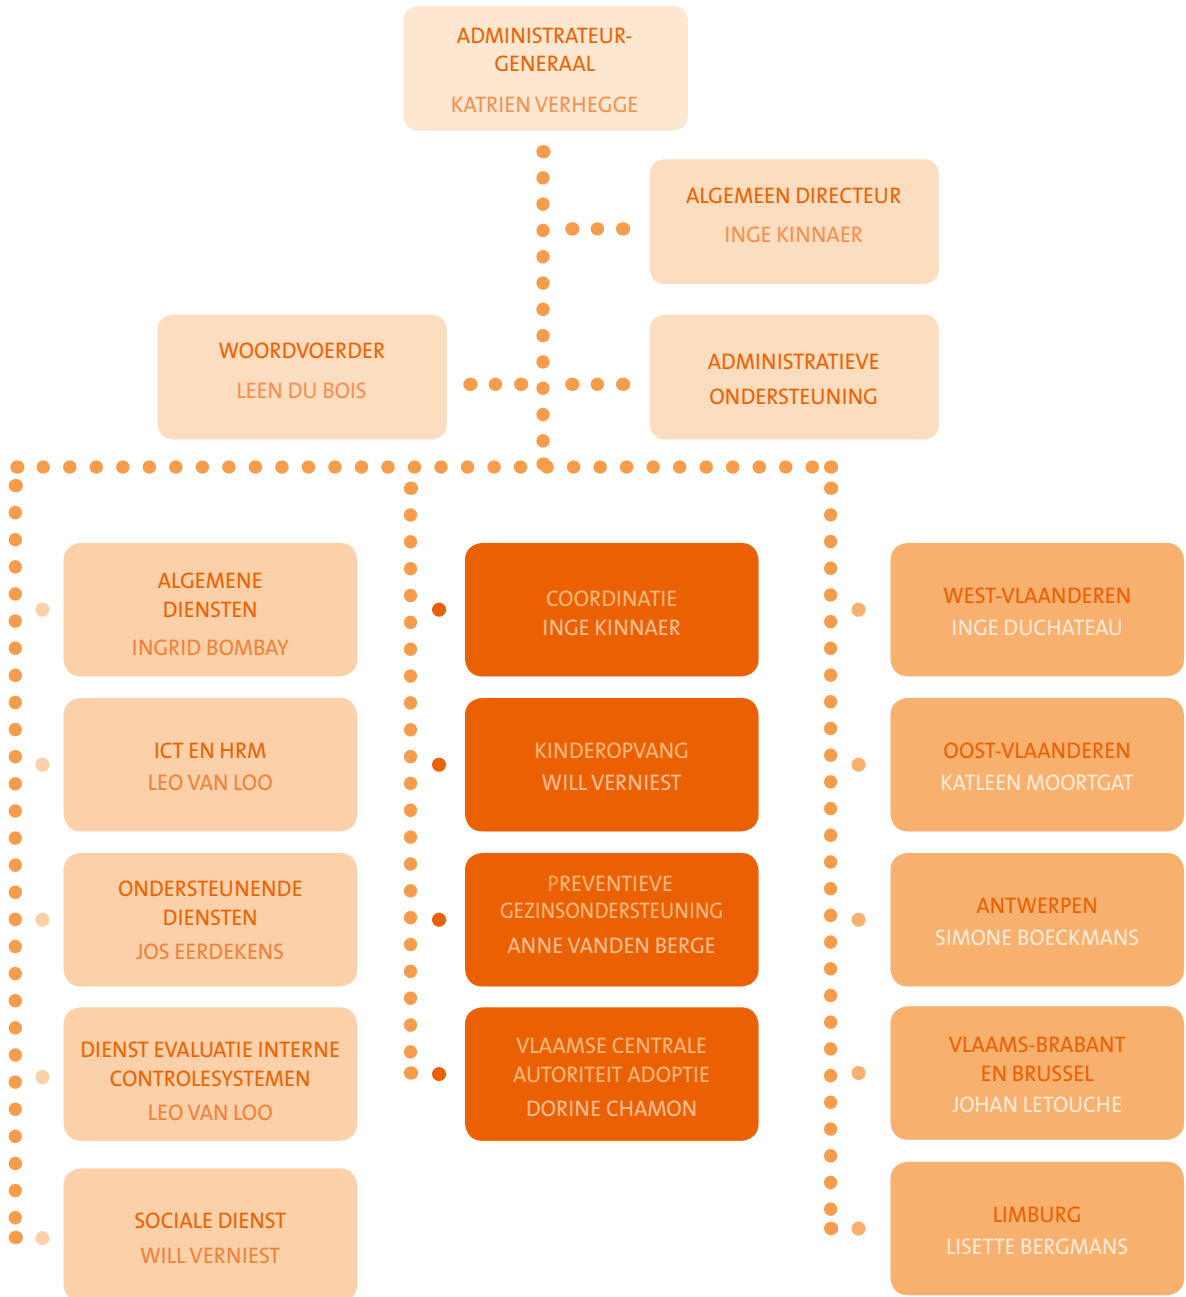 ADMINISTRATEUR-
GENERAAL
KATRIEN VERHEGGE
ALGEMEEN DIRECTEUR
INGE KINNAER
WOORDVOERDER
LEEN DU BOIS
ADMINISTRATIEVE
ONDERSTEUNING
ALGEMENE
DIENSTEN
INGRID BOMBAY
ICT EN HRM
LEO VAN LOO
ONDERSTEUNENDE
DIENSTEN
JOS EERDEKENS
DIENST EVALUATIE INTERNE
CONTROLESYSTEMEN
LEO VAN LOO
SOCIALE DIENST
WILL VERNIEST
COORDINATIE
INGE KINNAER
KINDEROPVANG
WILL VERNIEST
PREVENTIEVE
GEZINSONDERSTEUNING
ANNE VANDEN BERGE
VLAAMSE CENTRALE
AUTORITEIT ADOPTIE
DORINE CHAMON
WEST-VLAANDEREN
INGE DUCHATEAU
OOST-VLAANDEREN
KATLEEN MOORTGAT
ANTWERPEN
SIMONE BOECKMANS
VLAAMS-BRABANT
EN BRUSSEL
JOHAN LETOUCHE
LIMBURG
LISETTE BERGMANS